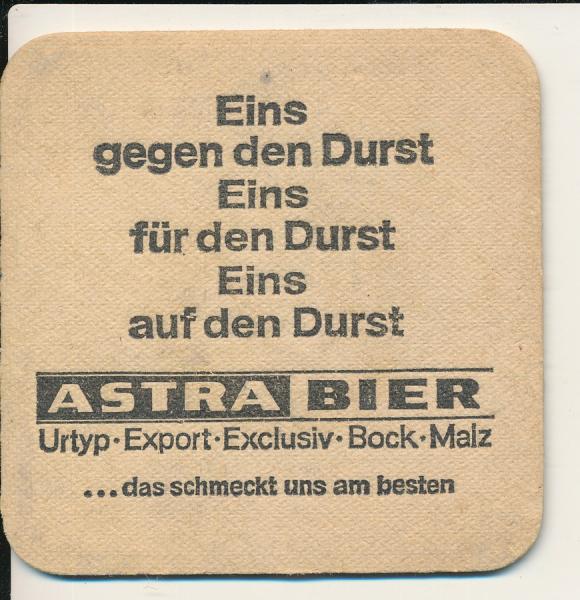 Eins
gegen den Durst
Eins
für den Durst
Eins
auf den Durst
ASTRA BIER
Urtyp·Export·Exclusiv·Bock·Malz
...das schmeckt uns am besten